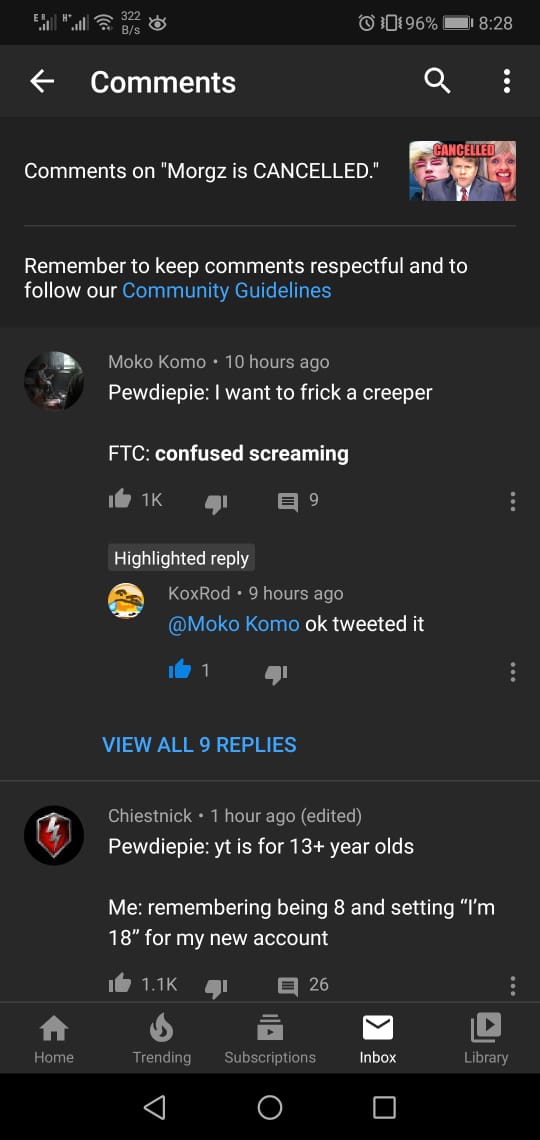 E R H+ 322 B/s 96% 8:28
Comments
CANCELLED
Comments on "Morgz is CANCELLED."
Remember to keep comments respectful and to
follow our Community Guidelines
Moko Komo • 10 hours ago
Pewdiepie: I want to frick a creeper
FTC: confused screaming
1K 9
Highlighted reply
KoxRod • 9 hours ago
@Moko Komo ok tweeted it
1
VIEW ALL 9 REPLIES
Chiestnick • 1 hour ago (edited)
Pewdiepie: yt is for 13+ year olds
Me: remembering being 8 and setting “I’m
18” for my new account
1.1K 26
Home Trending Subscriptions Inbox Library